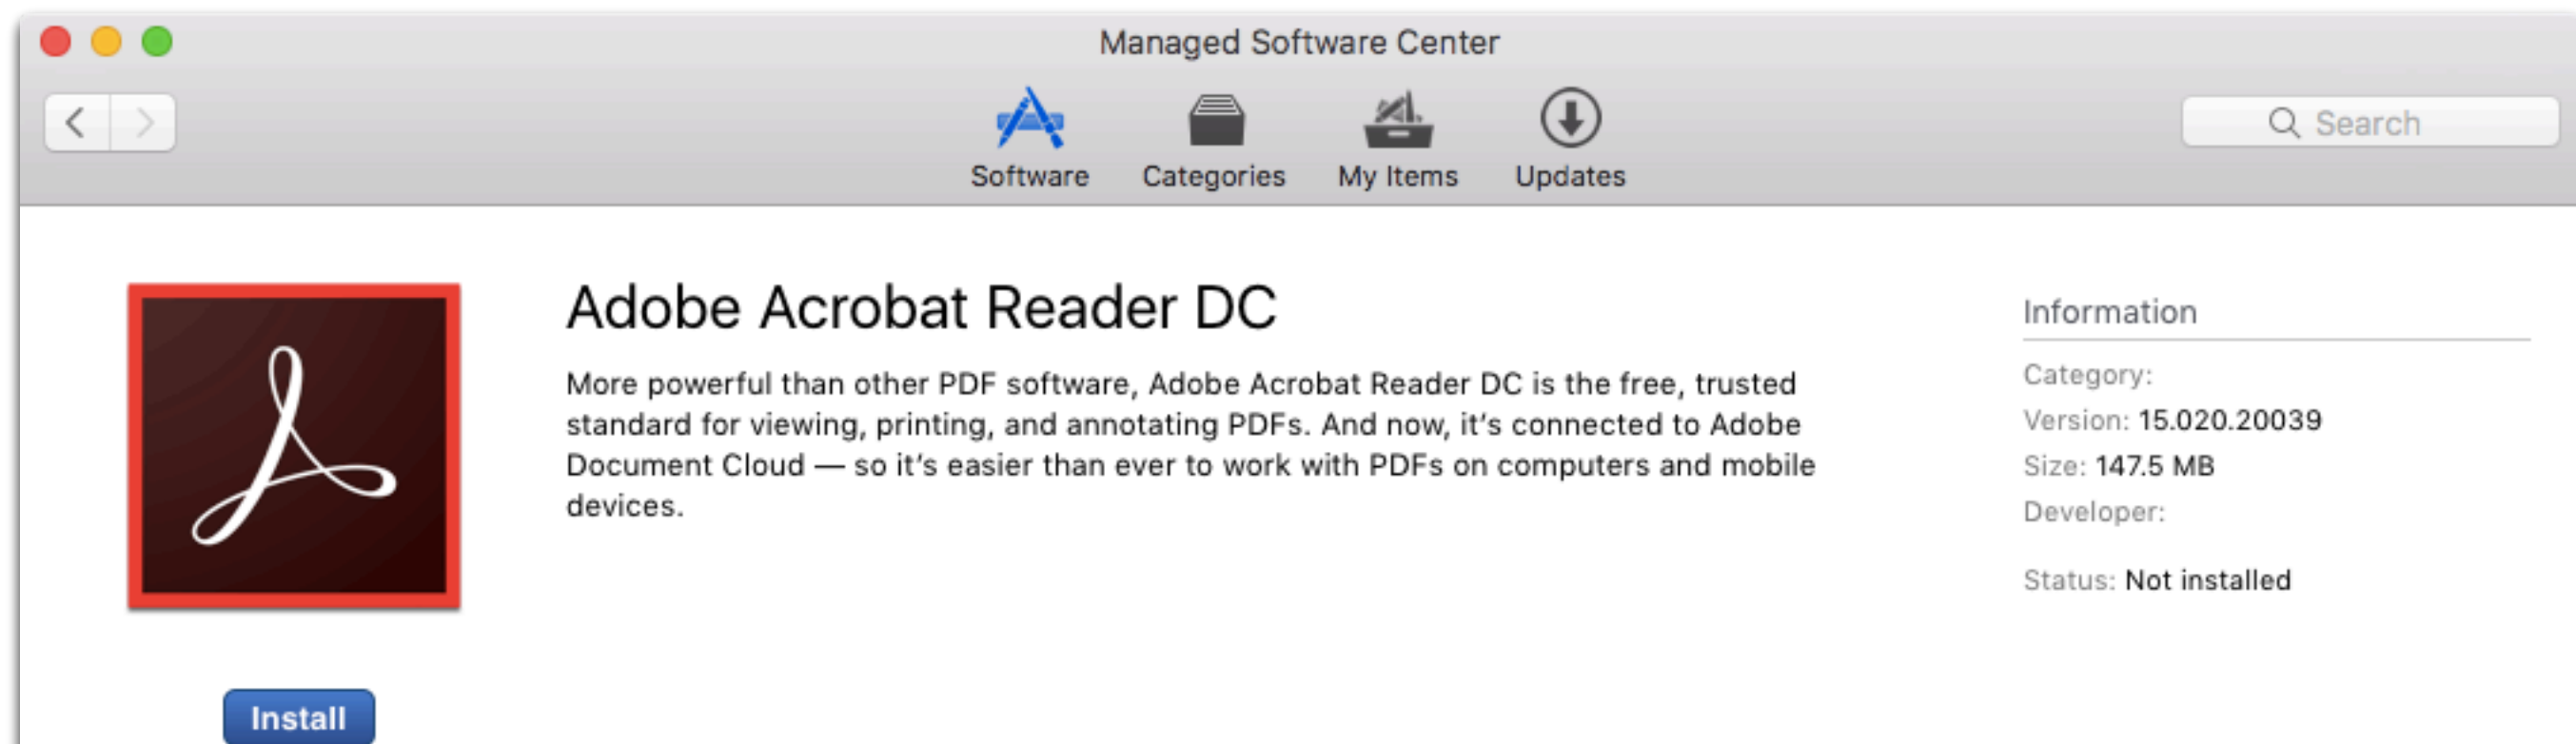 Managed Software Center
Search
Software Categories My Items Updates
Adobe Acrobat Reader DC
More powerful than other PDF software, Adobe Acrobat Reader DC is the free, trusted
standard for viewing, printing, and annotating PDFs. And now, it’s connected to Adobe
Document Cloud — so it’s easier than ever to work with PDFs on computers and mobile
devices.
Information
Category:
Version: 15.020.20039
Size: 147.5 MB
Developer:
Status: Not installed
Install